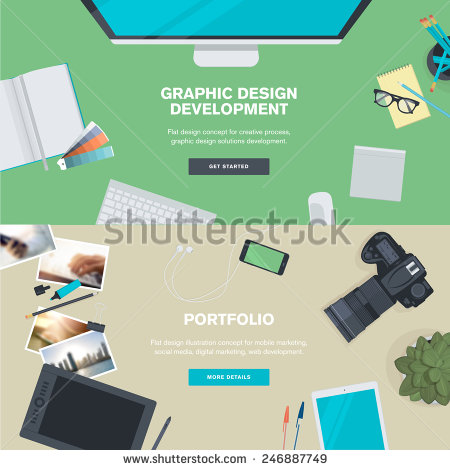 GRAPHIC DESIGN
DEVELOPMENT
Flat design concept for creative process,
graphic design solutions development.
GET STARTED
shutterstock
PORTFOLIO
Flat design illustration concept for mobile marketing,
social media, digital marketing, web development.
MORE DETAILS
www.shutterstock.com · 246887749